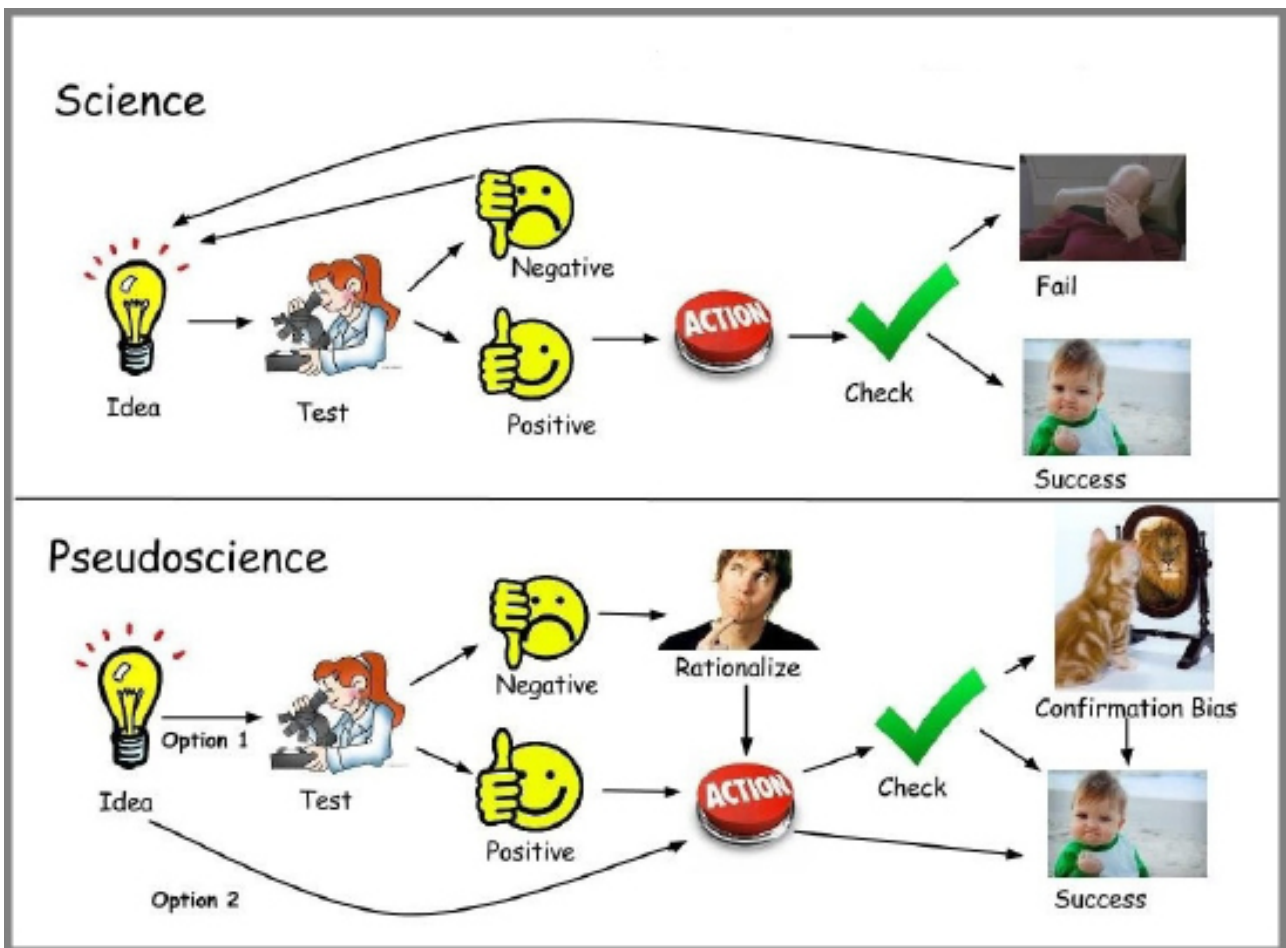 Science
Negative
ACTION
Fail
Idea
Test
Positive
Check
Success
Pseudoscience
Rationalize
Negative
Option 1
Confirmation Bias
ACTION
Check
Idea
Test
Positive
Option 2
Success